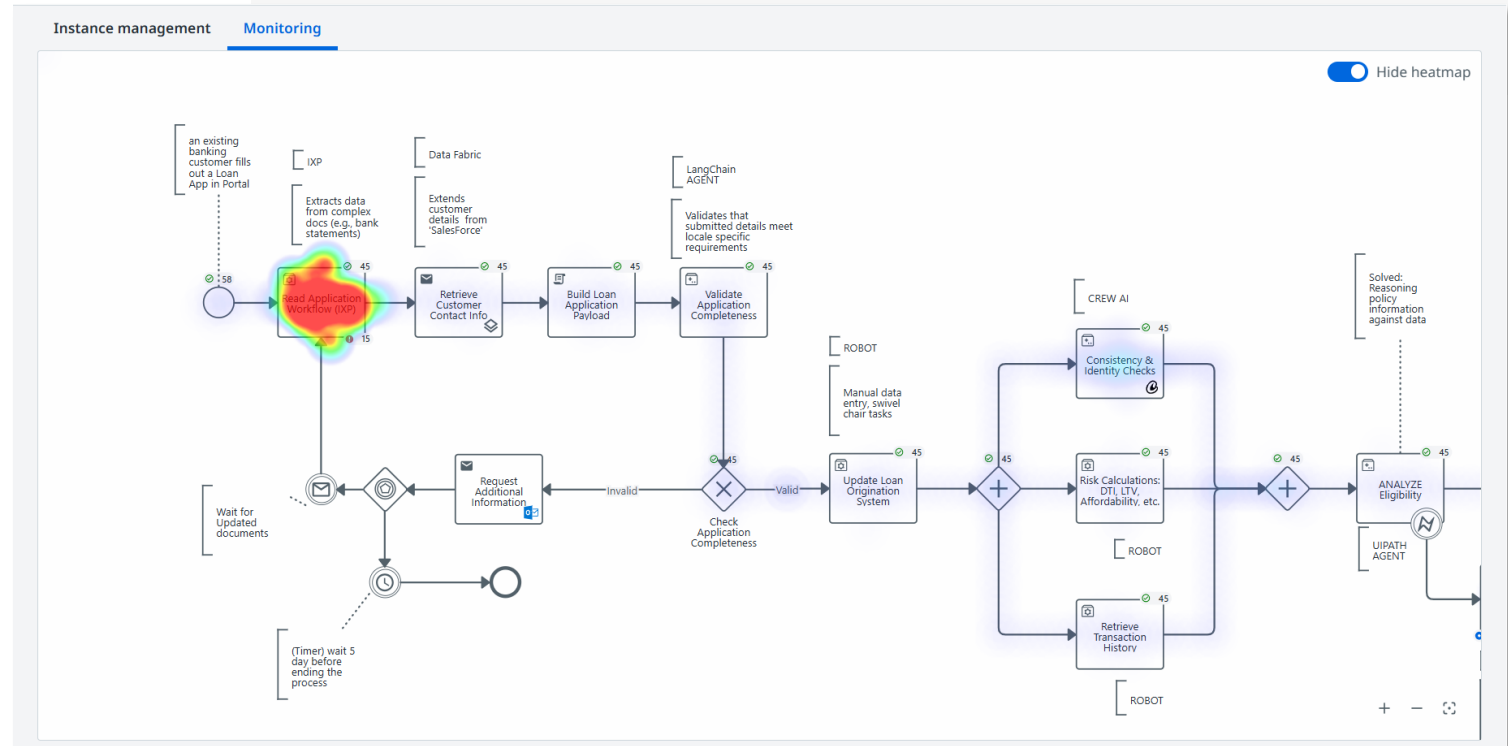 Instance management
Monitoring
Hide heatmap
an existing
banking
customer fills
out a Loan
App in Portal
58
IXP
Extracts data
from complex
docs (e.g., bank
statements)
45
Read Application
Workflow (IXP)
15
Data Fabric
Extends
customer
details from
'SalesForce'
45
Retrieve
Customer
Contact Info
45
Build Loan
Application
Payload
LangChain
AGENT
Validates that
submitted details meet
locale specific
requirements
45
Validate
Application
Completeness
45
Check
Application
Completeness
Invalid
Valid
Request
Additional
Information
Wait for
Updated
documents
(Timer) wait 5
day before
ending the
process
ROBOT
Manual data
entry, swivel
chair tasks
45
Update Loan
Origination
System
45
CREW AI
45
Consistency &
Identity Checks
45
Risk Calculations:
DTI, LTV,
Affordability, etc.
ROBOT
45
Retrieve
Transaction
History
ROBOT
45
Solved:
Reasoning
policy
information
against data
45
ANALYZE
Eligibility
UIPATH
AGENT